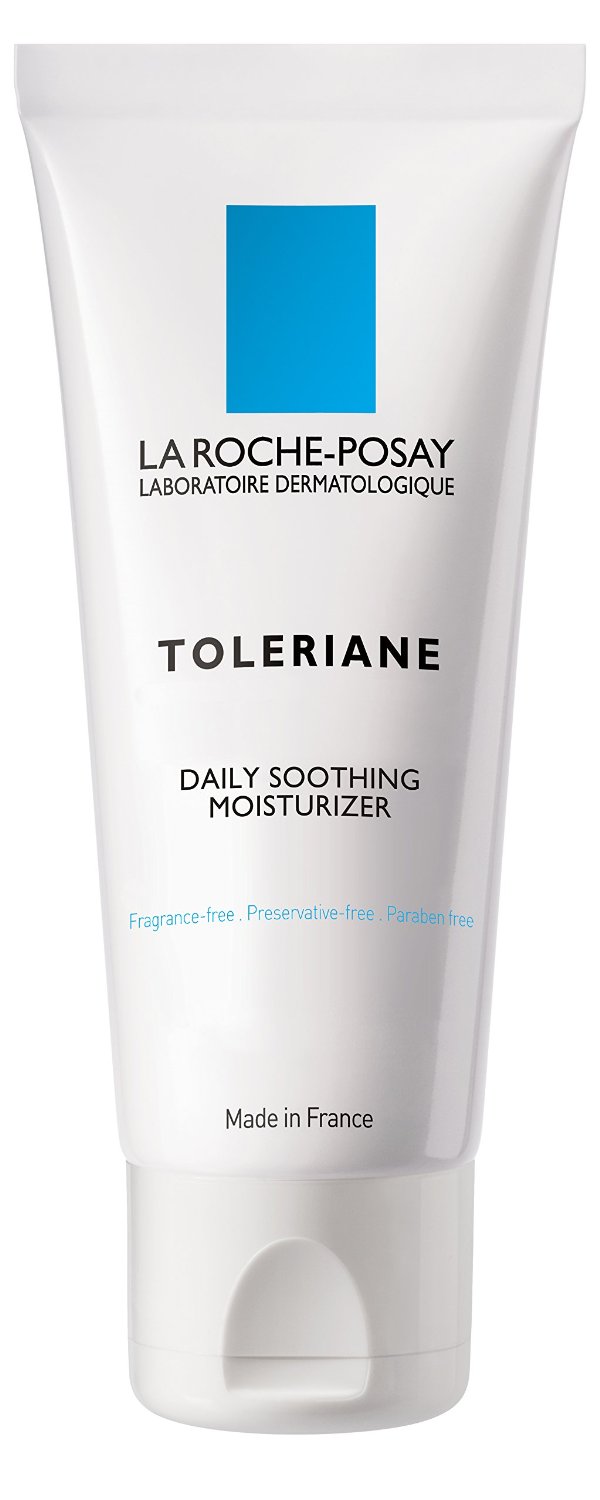 LA ROCHE-POSAY
LABORATOIRE DERMATOLOGIQUE
TOLERIANE
DAILY SOOTHING
MOISTURIZER
Fragrance-free . Preservative-free . Paraben free
Made in France